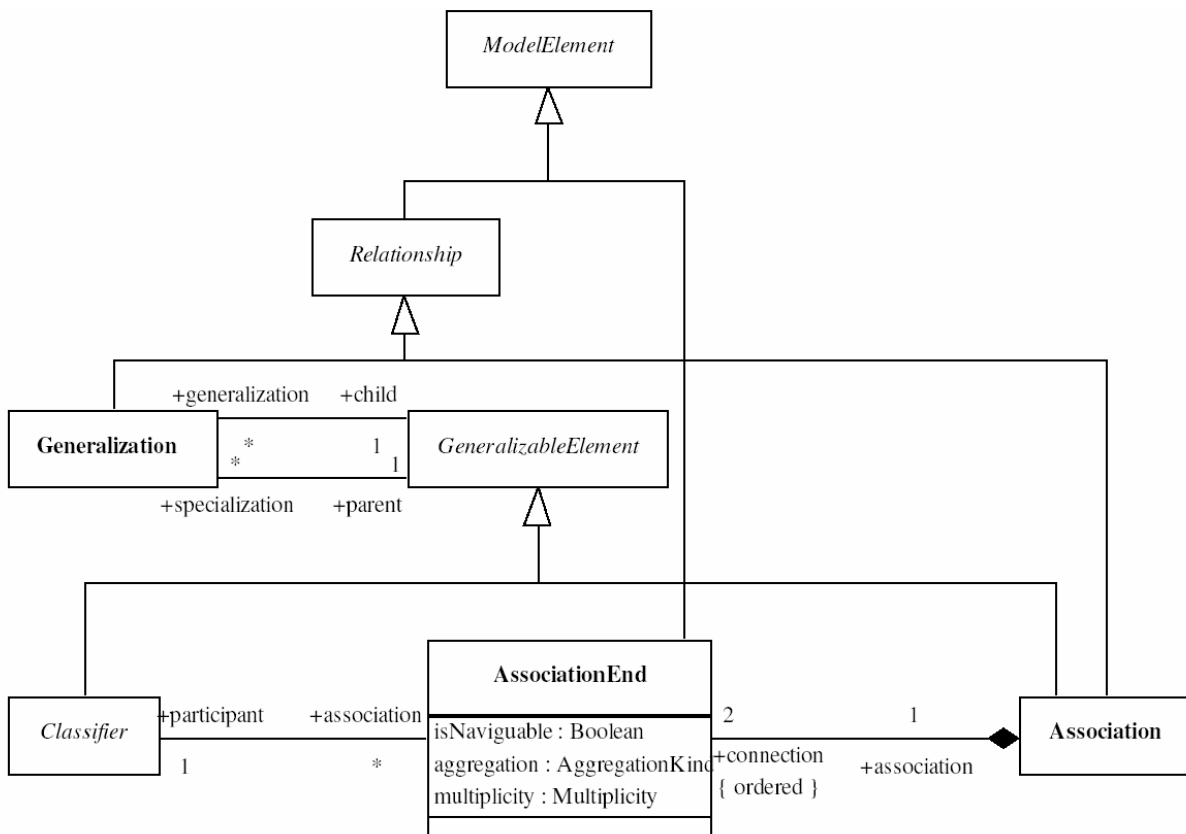 ModelElement
Relationship
+generalization +child
Generalization * 1 GeneralizableElement
* 1
+specialization +parent
AssociationEnd
Classifier +participant +association isNaviguable : Boolean 2 1 Association
1 * aggregation : AggregationKind +connection +association
multiplicity : Multiplicity { ordered }